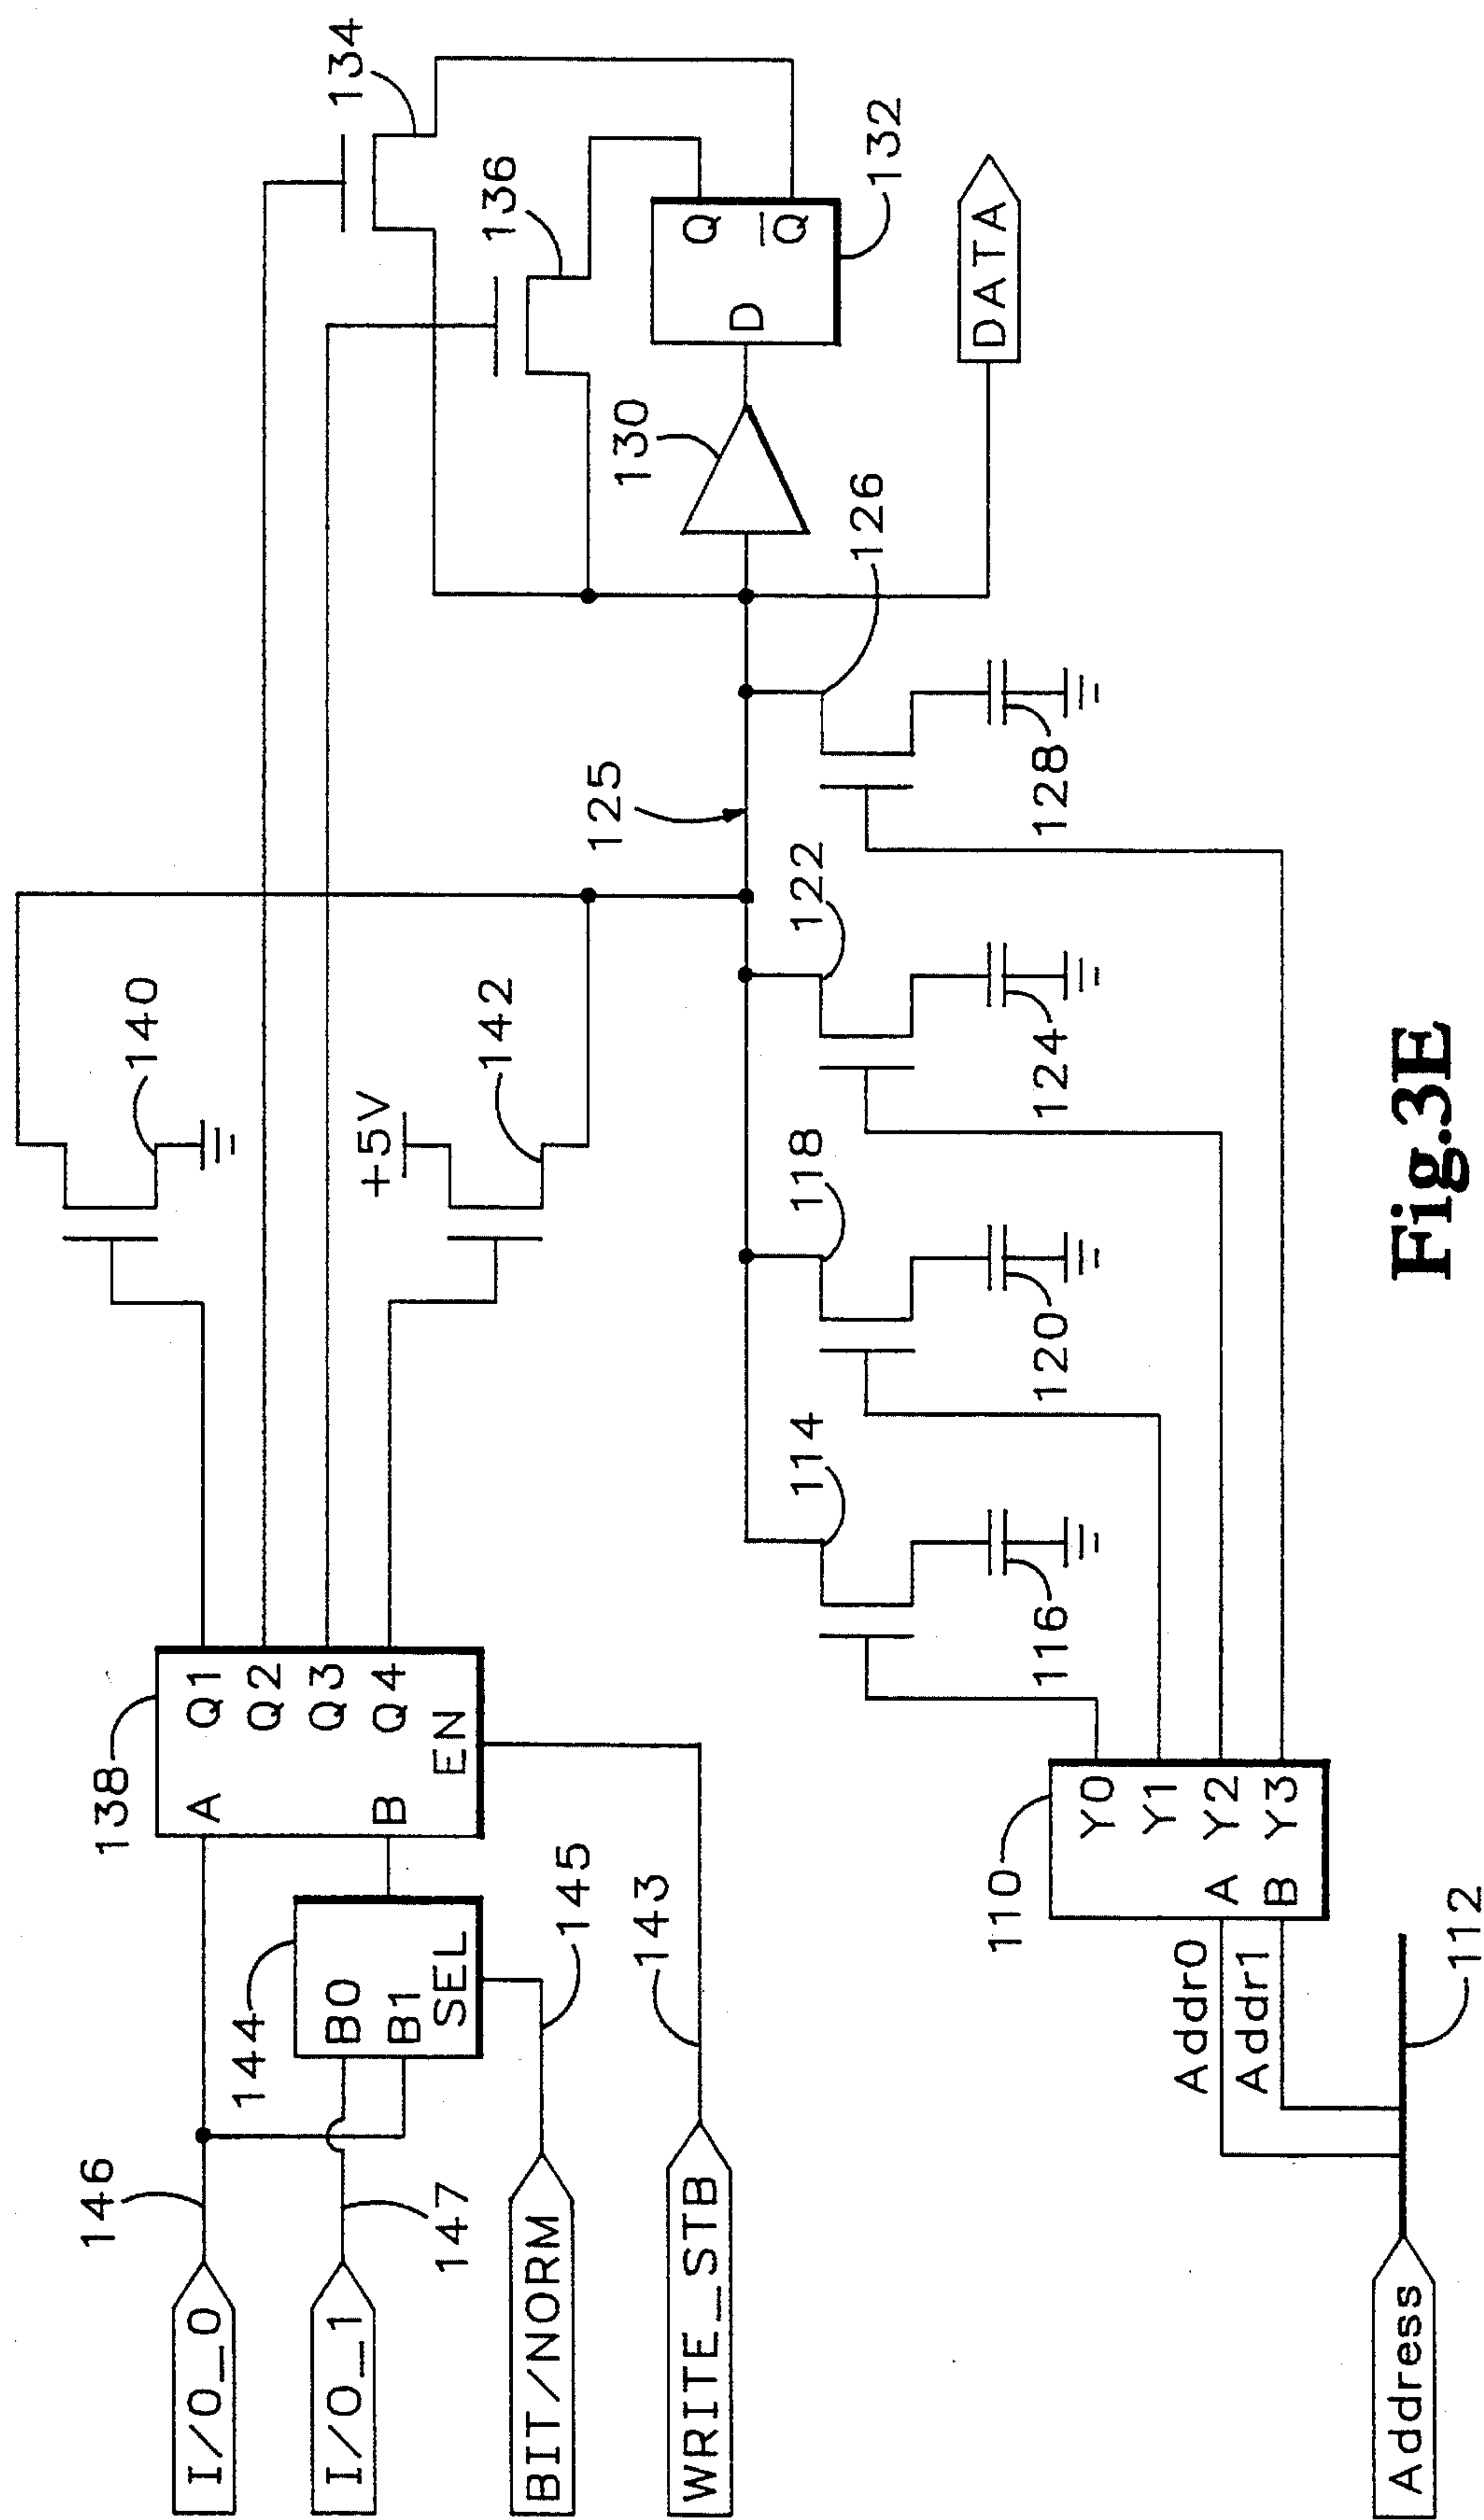 146
I/O_0
147
I/O_1
BIT/NORM
145
WRITE_STB
143
144
B0
B1
SEL
138
A
B
Q1
Q2
Q3
Q4
EN
140
+5V
142
134
136
130
D
Q
Q
132
DATA
125
126
114
116
118
120
122
124
128
110
Y0
Y1
Y2
Y3
A
B
Addr0
Addr1
112
Address
Fig.3E